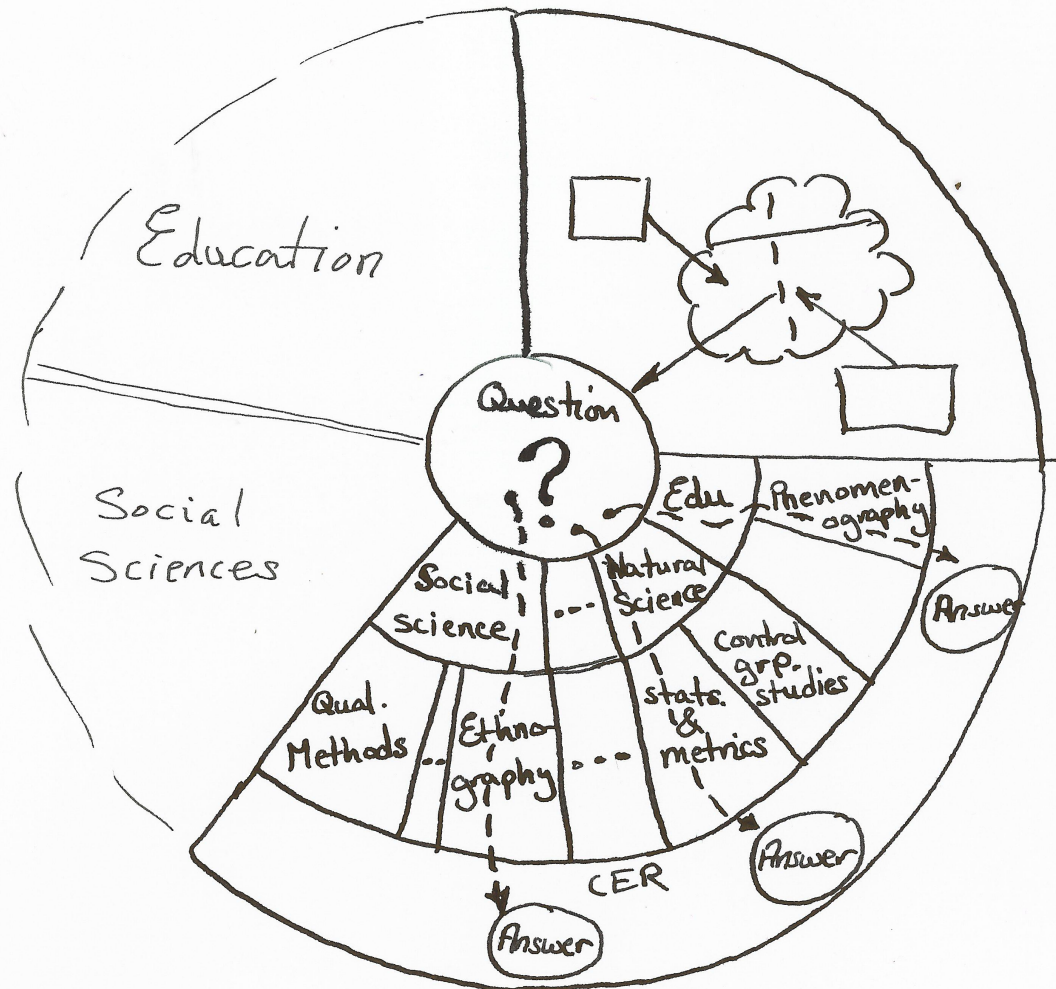 Education
Question
?
Social
Sciences
Edu
Phenomen-
ography
Social
science
...
Natural
Science
Control
grp.
studies
Qual.
Methods
..
Ethno-
graphy
...
stats.
&
metrics
Answer
Answer
CER
Answer